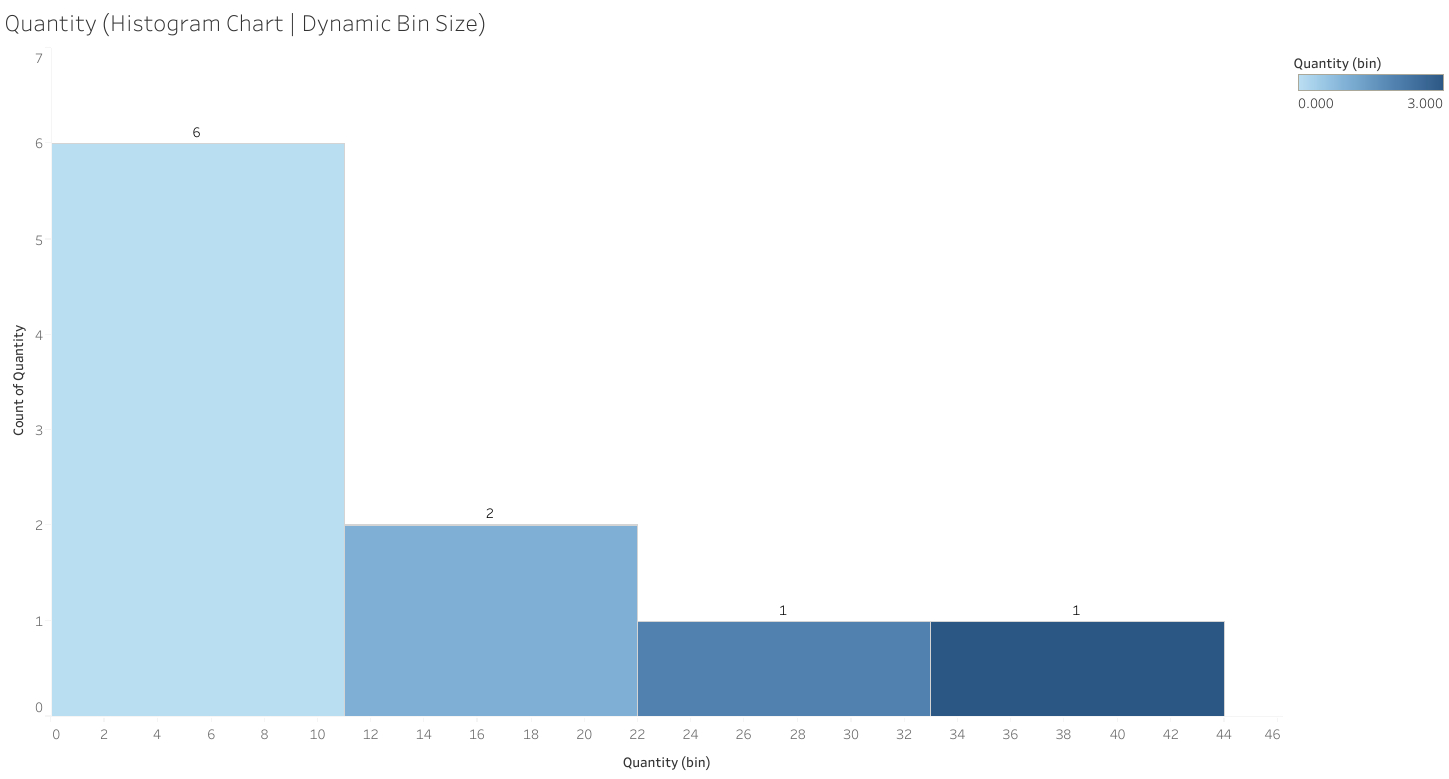 Quantity (Histogram Chart | Dynamic Bin Size)
Quantity (bin)
0.000 3.000
Count of Quantity
7
6
5
4
3
2
1
0
6
2
1
1
0 2 4 6 8 10 12 14 16 18 20 22 24 26 28 30 32 34 36 38 40 42 44 46
Quantity (bin)